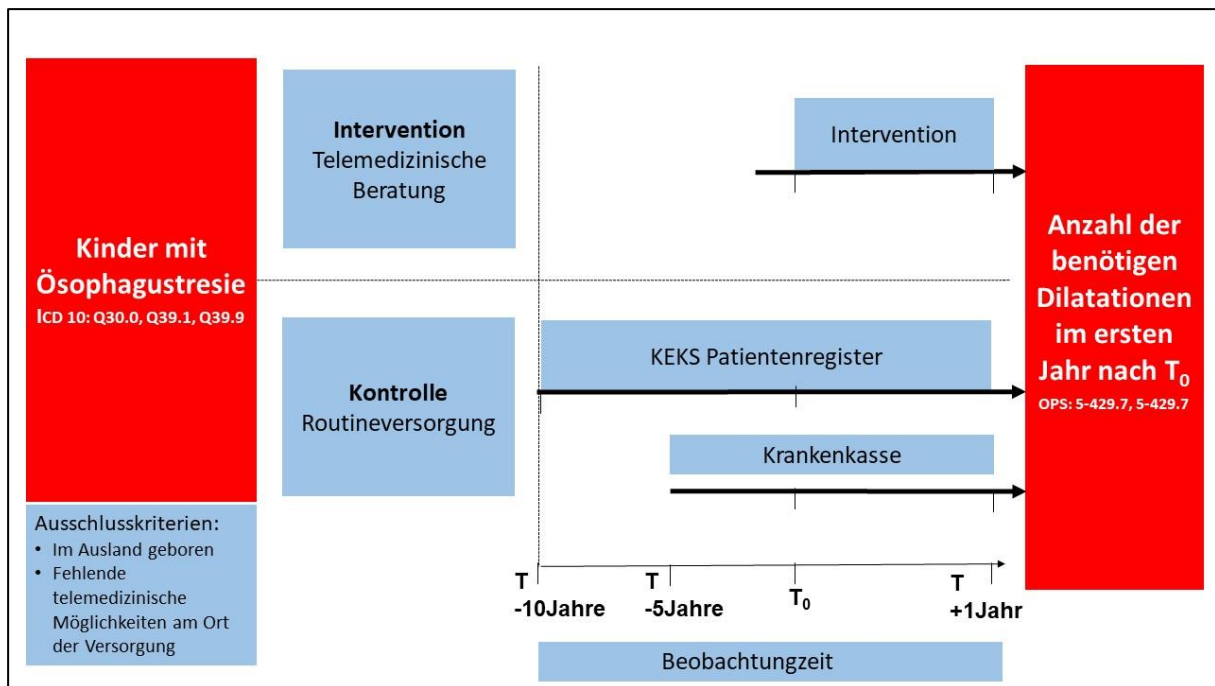 Kinder mit
Ösophagustresie
ICD 10: Q30.0, Q39.1, Q39.9
Ausschlusskriterien:
• Im Ausland geboren
• Fehlende
telemedizinische
Möglichkeiten am Ort
der Versorgung
Intervention
Telemedizinische
Beratung
Kontrolle
Routineversorgung
Intervention
KEKS Patientenregister
Krankenkasse
T
-10Jahre
T
-5Jahre
T₀
T
+1Jahr
Beobachtungzeit
Anzahl der
benötigen
Dilatationen
im ersten
Jahr nach T₀
OPS: 5-429.7, 5-429.7